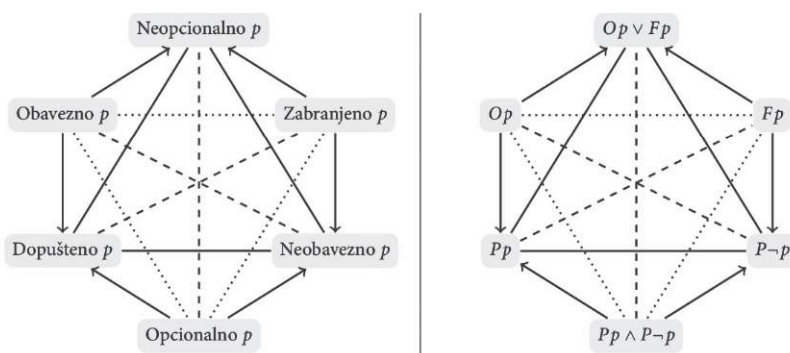 Neopcionalno p
Obavezno p
Zabranjeno p
Dopušteno p
Neobavezno p
Opcionalno p
Op ∨ Fp
Op
Fp
Pp
P¬p
Pp ∧ P¬p